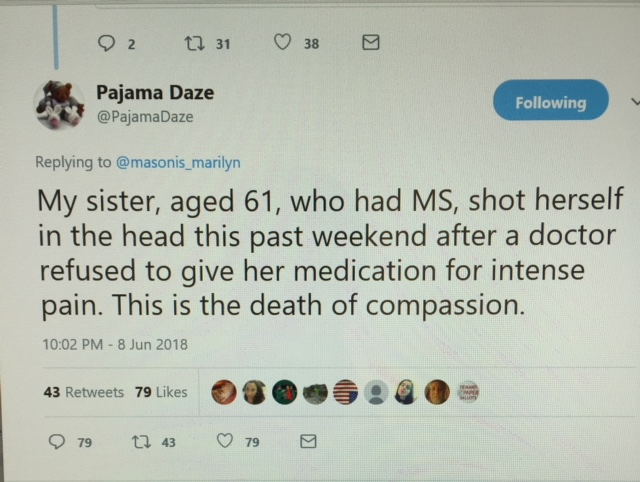 2 31 38
Pajama Daze
@PajamaDaze
Following
Replying to @masonis_marilyn
My sister, aged 61, who had MS, shot herself
in the head this past weekend after a doctor
refused to give her medication for intense
pain. This is the death of compassion.
10:02 PM - 8 Jun 2018
43 Retweets 79 Likes
79 43 79